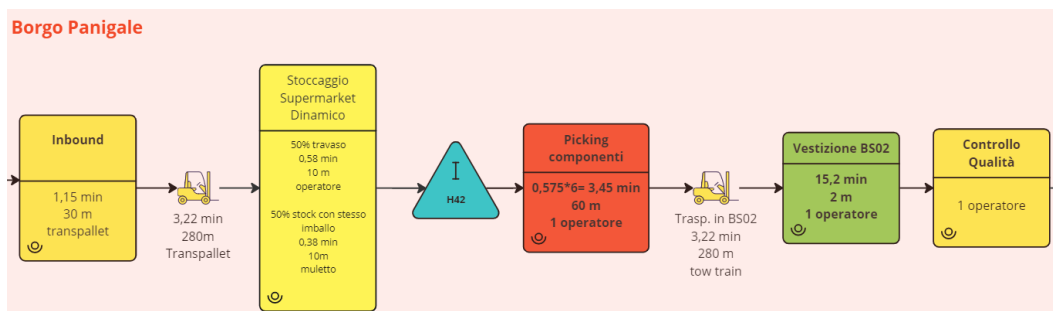 Borgo Panigale
Inbound
1,15 min
30 m
transpallet
3,22 min
280m
Transpallet
Stoccaggio
Supermarket
Dinamico
50% travaso
0,58 min
10 m
operatore
50% stock con stesso
imballo
0,38 min
10m
muletto
I
H42
Picking
componenti
0,575*6= 3,45 min
60 m
1 operatore
Trasp. in BS02
3,22 min
280 m
tow train
Vestizione BS02
15,2 min
2 m
1 operatore
Controllo
Qualità
1 operatore